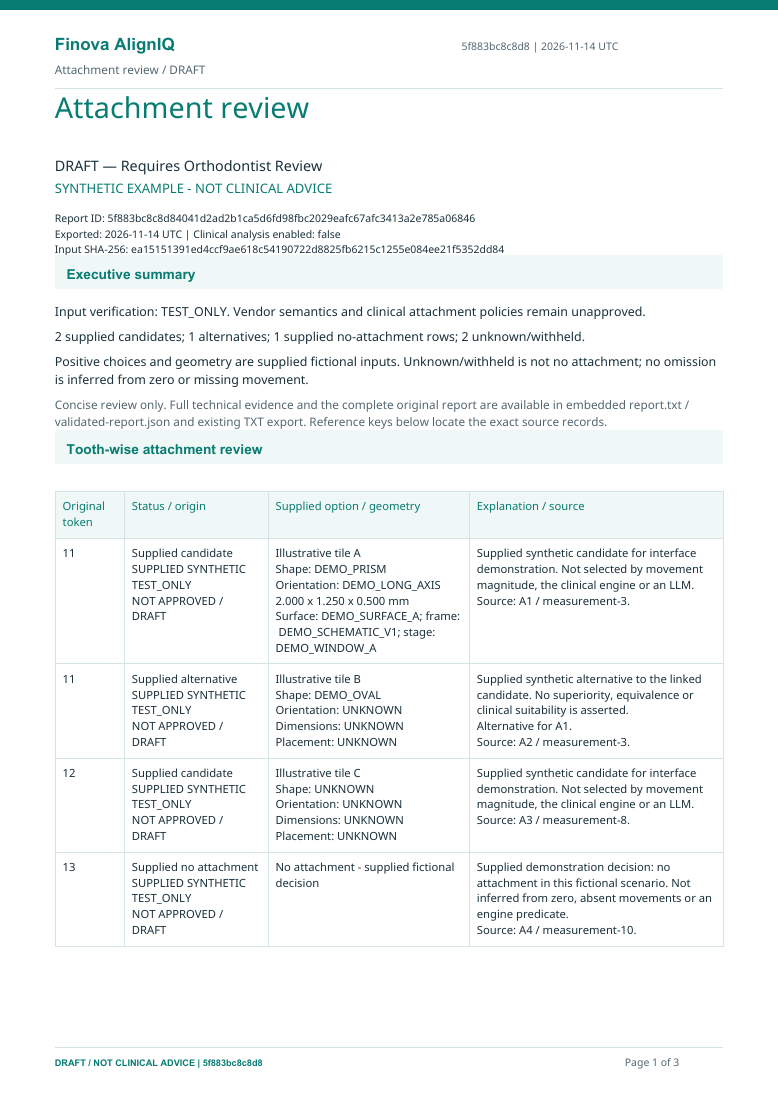 Finova AlignIQ
5f883bc8c8d8 | 2026-11-14 UTC
Attachment review / DRAFT
Attachment review
DRAFT — Requires Orthodontist Review
SYNTHETIC EXAMPLE - NOT CLINICAL ADVICE
Report ID: 5f883bc8c8d84041d2ad2b1ca5d6fd98fbc2029eafc67afc3413a2e785a06846
Exported: 2026-11-14 UTC | Clinical analysis enabled: false
Input SHA-256: ea15151391ed4ccf9ae618c54190722d8825fb6215c1255e084ee21f5352dd84
Executive summary
Input verification: TEST_ONLY. Vendor semantics and clinical attachment policies remain unapproved.
2 supplied candidates; 1 alternatives; 1 supplied no-attachment rows; 2 unknown/withheld.
Positive choices and geometry are supplied fictional inputs. Unknown/withheld is not no attachment; no omission
is inferred from zero or missing movement.
Concise review only. Full technical evidence and the complete original report are available in embedded report.txt /
validated-report.json and existing TXT export. Reference keys below locate the exact source records.
Tooth-wise attachment review
Original
token
Status / origin
Supplied option / geometry
Explanation / source
11
Supplied candidate
SUPPLIED SYNTHETIC
TEST_ONLY
NOT APPROVED /
DRAFT
Illustrative tile A
Shape: DEMO_PRISM
Orientation: DEMO_LONG_AXIS
2.000 x 1.250 x 0.500 mm
Surface: DEMO_SURFACE_A; frame:
DEMO_SCHEMATIC_V1; stage:
DEMO_WINDOW_A
Supplied synthetic candidate for interface
demonstration. Not selected by movement
magnitude, the clinical engine or an LLM.
Source: A1 / measurement-3.
11
Supplied alternative
SUPPLIED SYNTHETIC
TEST_ONLY
NOT APPROVED /
DRAFT
Illustrative tile B
Shape: DEMO_OVAL
Orientation: UNKNOWN
Dimensions: UNKNOWN
Placement: UNKNOWN
Supplied synthetic alternative to the linked
candidate. No superiority, equivalence or
clinical suitability is asserted.
Alternative for A1.
Source: A2 / measurement-3.
12
Supplied candidate
SUPPLIED SYNTHETIC
TEST_ONLY
NOT APPROVED /
DRAFT
Illustrative tile C
Shape: UNKNOWN
Orientation: UNKNOWN
Dimensions: UNKNOWN
Placement: UNKNOWN
Supplied synthetic candidate for interface
demonstration. Not selected by movement
magnitude, the clinical engine or an LLM.
Source: A3 / measurement-8.
13
Supplied no attachment
SUPPLIED SYNTHETIC
TEST_ONLY
NOT APPROVED /
DRAFT
No attachment - supplied fictional
decision
Supplied demonstration decision: no
attachment in this fictional scenario. Not
inferred from zero, absent movements or an
engine predicate.
Source: A4 / measurement-10.
DRAFT / NOT CLINICAL ADVICE | 5f883bc8c8d8
Page 1 of 3